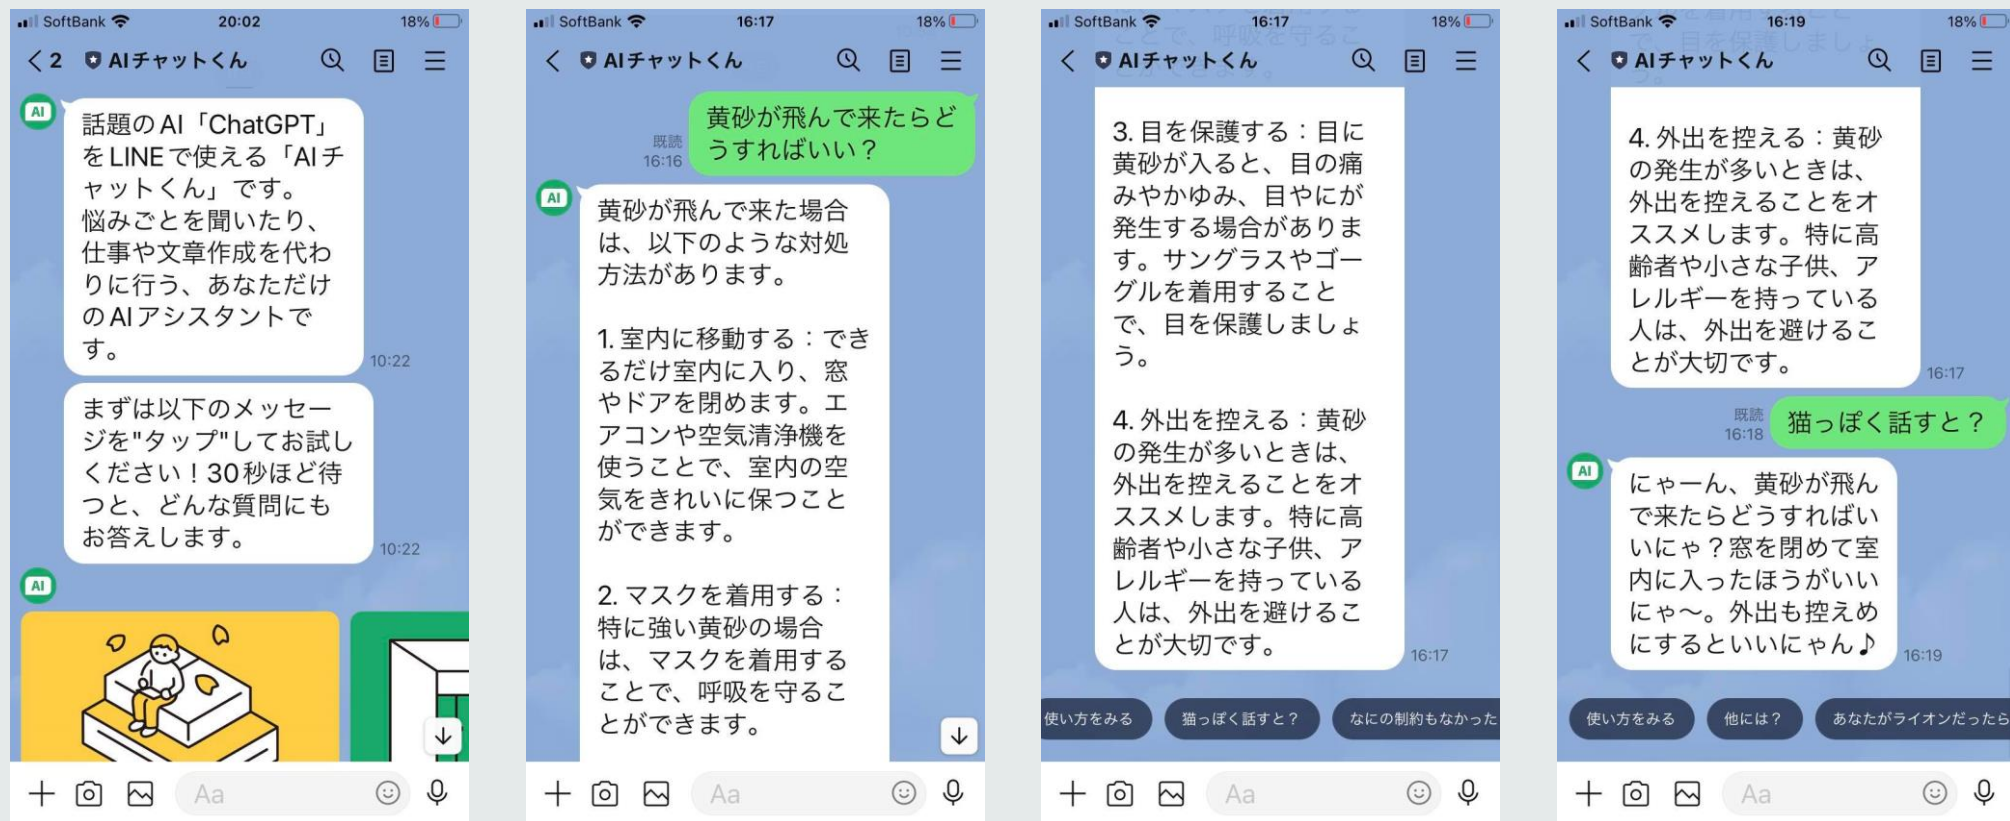 SoftBank 20:02 18%
2 AIチャットくん
話題のAI「ChatGPT」
をLINEで使える「AIチ
ャットくん」です。
悩みごとを聞いたり、
仕事や文章作成を代わ
りに行う、あなただけ
のAIアシスタントで
す。
10:22
まずは以下のメッセー
ジを"タップ"してお試し
ください！30秒ほど待
つと、どんな質問にも
お答えします。
10:22
AI
AI
Aa
SoftBank 16:17 18%
AIチャットくん
黄砂が飛んで来たらど
うすればいい？
既読
16:16
AI
黄砂が飛んで来た場合
は、以下のような対処
方法があります。
1. 室内に移動する：でき
るだけ室内に入り、窓
やドアを閉めます。エ
アコンや空気清浄機を
使うことで、室内の空
気をきれいに保つこと
ができます。
2. マスクを着用する：
特に強い黄砂の場合
は、マスクを着用する
ことで、呼吸を守るこ
とができます。
Aa
SoftBank 16:17 18%
AIチャットくん
3. 目を保護する：目に
黄砂が入ると、目の痛
みやかゆみ、目やにが
発生する場合がありま
す。サングラスやゴー
グルを着用すること
で、目を保護しましょ
う。
4. 外出を控える：黄砂
の発生が多いときは、
外出を控えることをオ
ススメします。特に高
齢者や小さな子供、ア
レルギーを持っている
人は、外出を避けるこ
とが大切です。
16:17
使い方をみる 猫っぽく話すと？ なにの制約もなかった
Aa
SoftBank 16:19 18%
AIチャットくん
4. 外出を控える：黄砂
の発生が多いときは、
外出を控えることをオ
ススメします。特に高
齢者や小さな子供、ア
レルギーを持っている
人は、外出を避けるこ
とが大切です。
16:17
既読
16:18
猫っぽく話すと？
AI
にゃーん、黄砂が飛ん
で来たらどうすればい
いにゃ？窓を閉めて室
内に入ったほうがいい
にゃ〜。外出も控えめ
にするといいにゃん♪
16:19
使い方をみる 他には？ あなたがライオンだったら
Aa